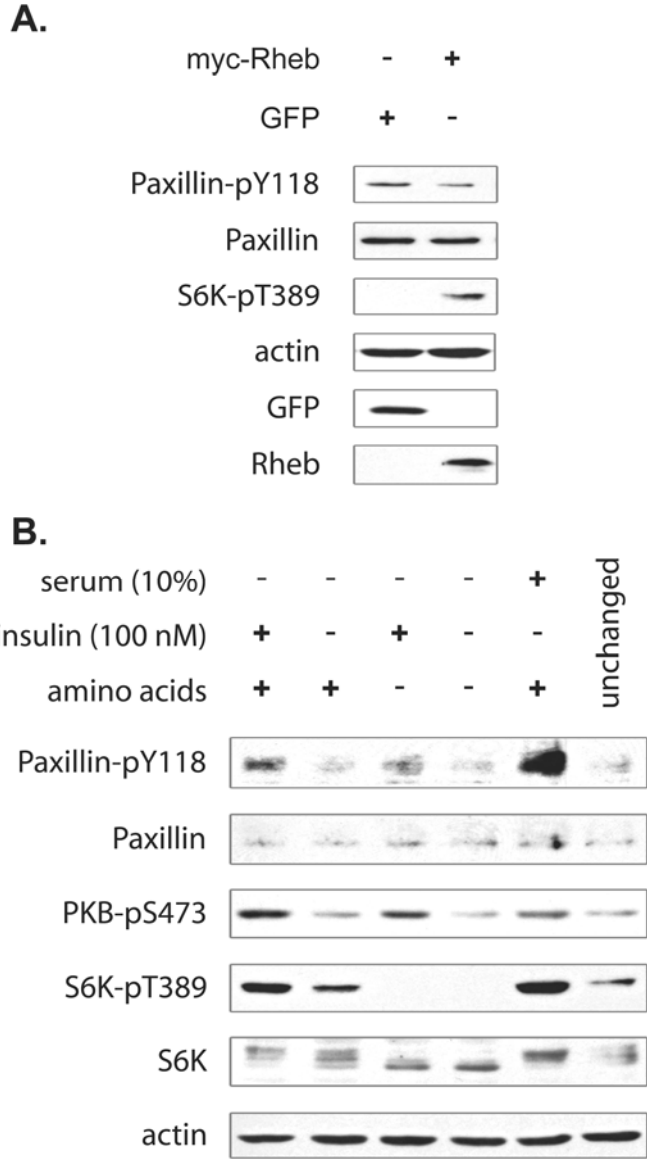 A.
myc-Rheb - +
GFP + -
Paxillin-pY118
Paxillin
S6K-pT389
actin
GFP
Rheb
B.
serum (10%) - - - - + unchanged
insulin (100 nM) + - + - -
amino acids + + - - +
Paxillin-pY118
Paxillin
PKB-pS473
S6K-pT389
S6K
actin